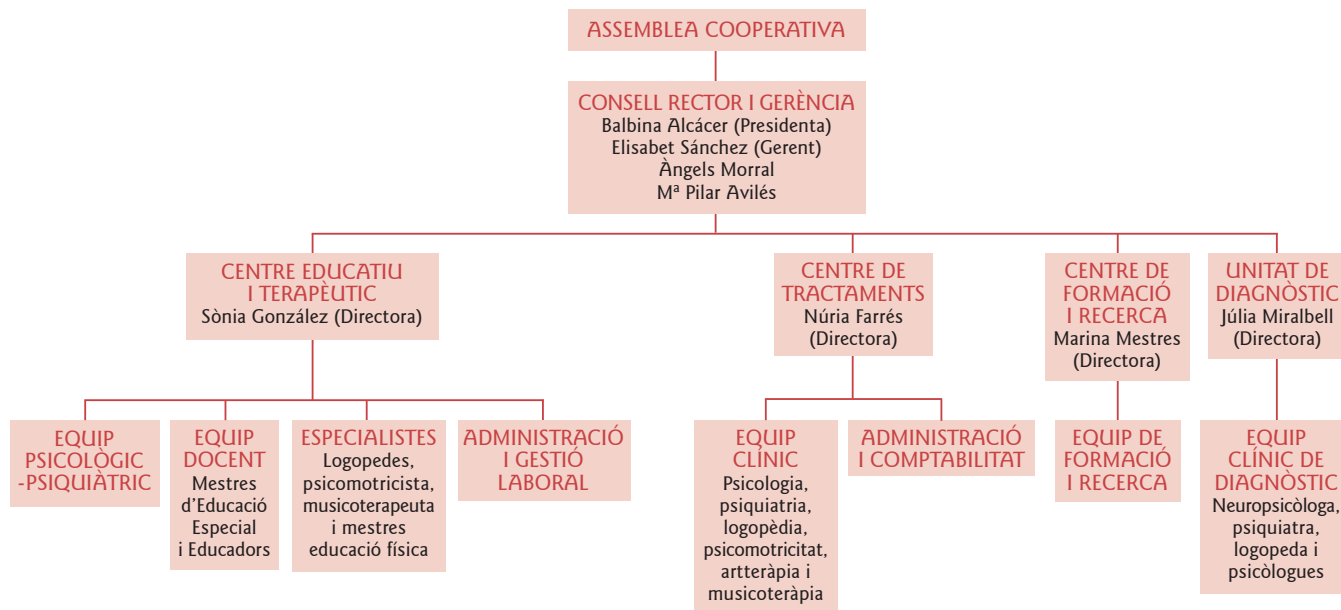 ASSEMBLEA COOPERATIVA
CONSELL RECTOR I GERÈNCIA
Balbina Alcácer (Presidenta)
Elisabet Sánchez (Gerent)
Àngels Morral
Mª Pilar Avilés
CENTRE EDUCATIU
I TERAPÈUTIC
Sònia González (Directora)
CENTRE DE
TRACTAMENTS
Núria Farrés
(Directora)
CENTRE DE
FORMACIÓ
I RECERCA
Marina Mestres
(Directora)
UNITAT DE
DIAGNÒSTIC
Júlia Miralbell
(Directora)
EQUIP
PSICOLÒGIC
-PSIQUIÀTRIC
EQUIP
DOCENT
Mestres
d'Educació
Especial
i Educadors
ESPECIALISTES
Logopedes,
psicomotricista,
musicoterapeuta
i mestres
educació física
ADMINISTRACIÓ
I GESTIÓ
LABORAL
EQUIP
CLÍNIC
Psicologia,
psiquiatria,
logopèdia,
psicomotricitat,
artteràpia i
musicoteràpia
ADMINISTRACIÓ
I COMPTABILITAT
EQUIP DE
FORMACIÓ
I RECERCA
EQUIP
CLÍNIC DE
DIAGNÒSTIC
Neuropsicòloga,
psiquiatra,
logopeda i
psicòlogues